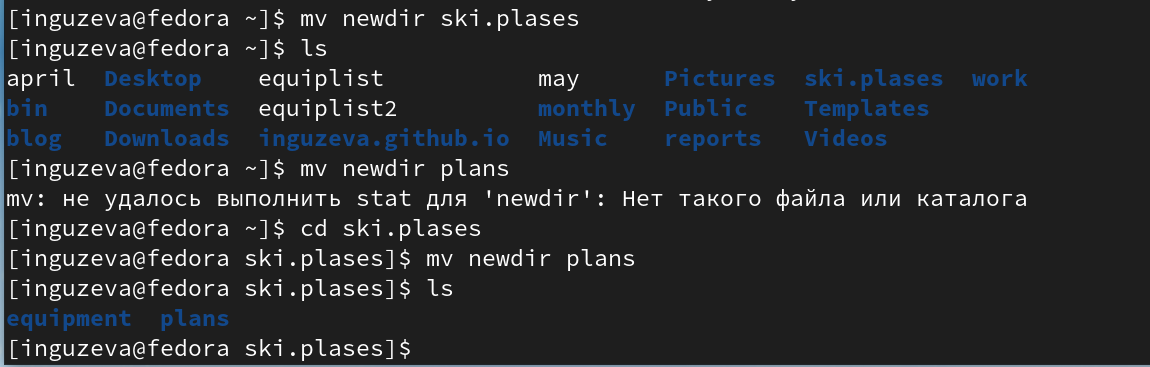 [inguzeva@fedora ~]$ mv newdir ski.plases
[inguzeva@fedora ~]$ ls
april Desktop equiplist may Pictures ski.plases work
bin Documents equiplist2 monthly Public Templates
blog Downloads inguzeva.github.io Music reports Videos
[inguzeva@fedora ~]$ mv newdir plans
mv: не удалось выполнить stat для 'newdir': Нет такого файла или каталога
[inguzeva@fedora ~]$ cd ski.plases
[inguzeva@fedora ski.plases]$ mv newdir plans
[inguzeva@fedora ski.plases]$ ls
equipment plans
[inguzeva@fedora ski.plases]$